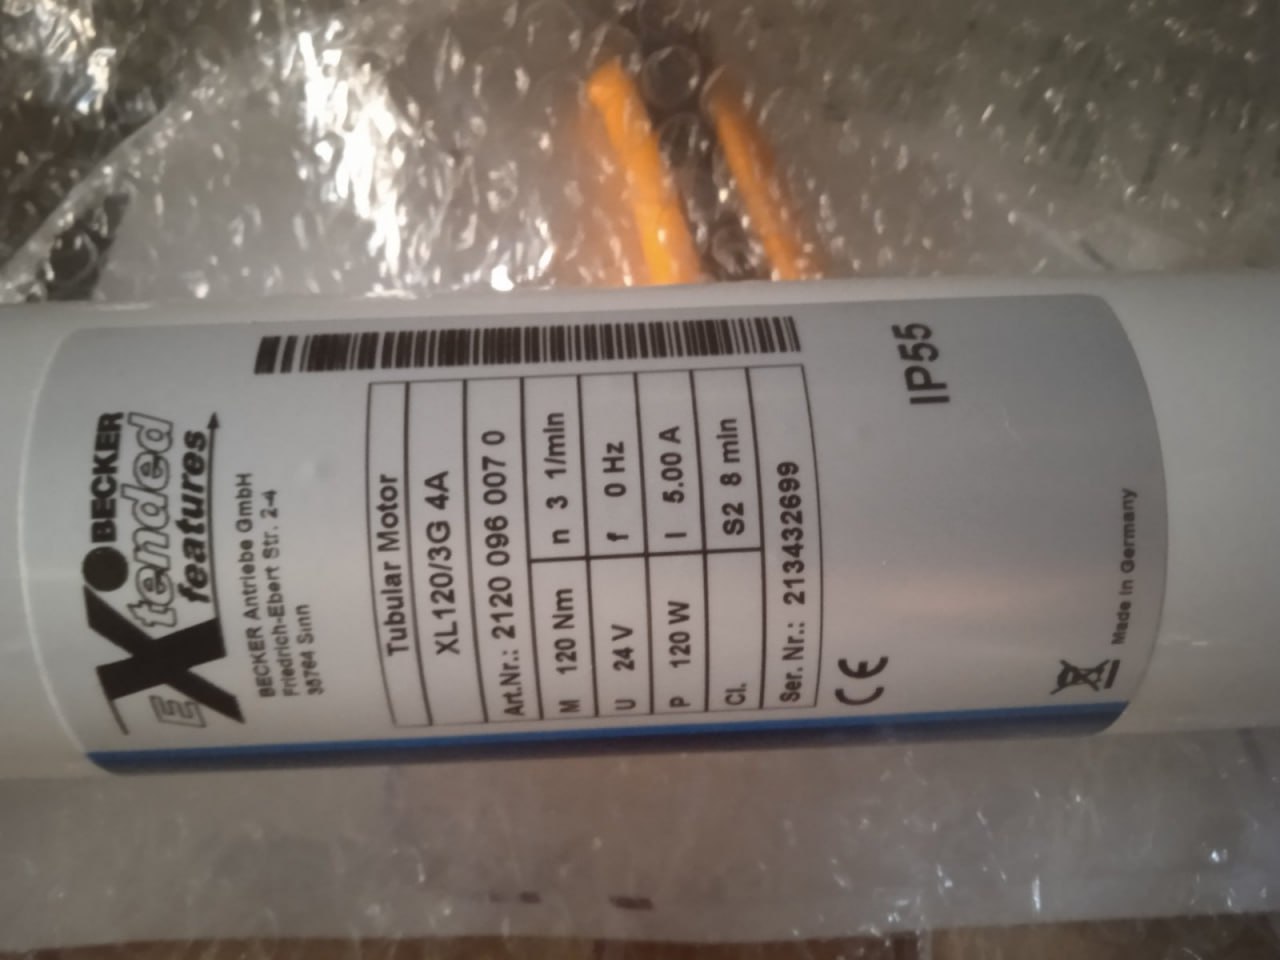 BECKER
EXtended
features
BECKER Antriebe GmbH
Friedrich-Ebert Str. 2-4
35764 Sinn
Tubular Motor
XL120/3G 4A
Art.Nr.: 2120 096 007 0
M 120 Nm n 3 1/min
U 24 V f 0 Hz
P 120 W I 5.00 A
Cl. S2 8 min
Ser. Nr.: 213432699
CE
IP55
Made in Germany